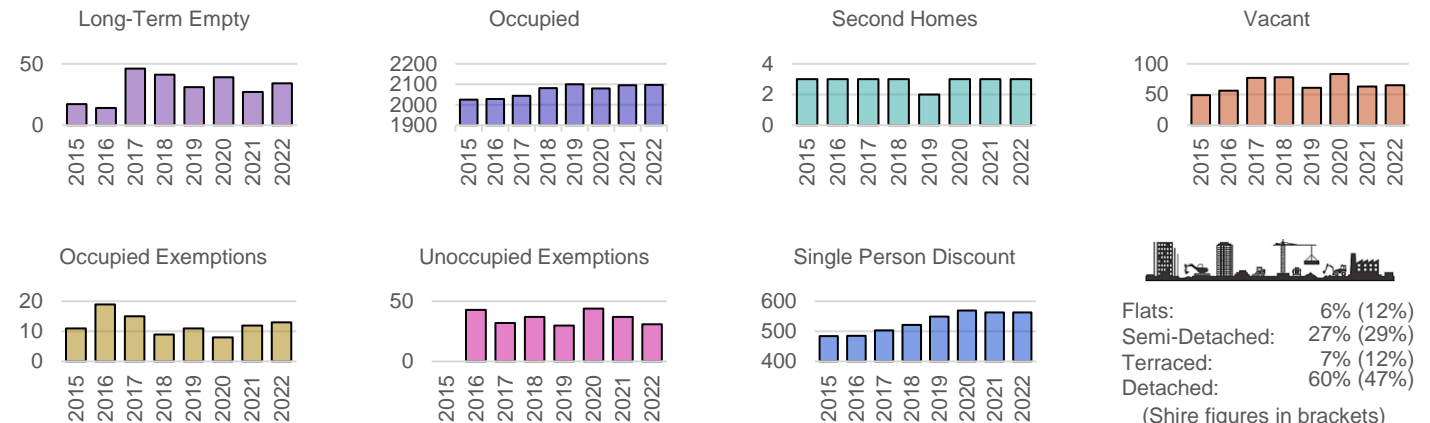 Long-Term Empty
50
0
2015 2016 2017 2018 2019 2020 2021 2022
Occupied
2200
2100
2000
1900
2015 2016 2017 2018 2019 2020 2021 2022
Second Homes
4
2
0
2015 2016 2017 2018 2019 2020 2021 2022
Vacant
100
50
0
2015 2016 2017 2018 2019 2020 2021 2022
Occupied Exemptions
20
10
0
2015 2016 2017 2018 2019 2020 2021 2022
Unoccupied Exemptions
50
0
2015 2016 2017 2018 2019 2020 2021 2022
Single Person Discount
600
500
400
2015 2016 2017 2018 2019 2020 2021 2022
Flats: 6% (12%)
Semi-Detached: 27% (29%)
Terraced: 7% (12%)
Detached: 60% (47%)
(Shire figures in brackets)